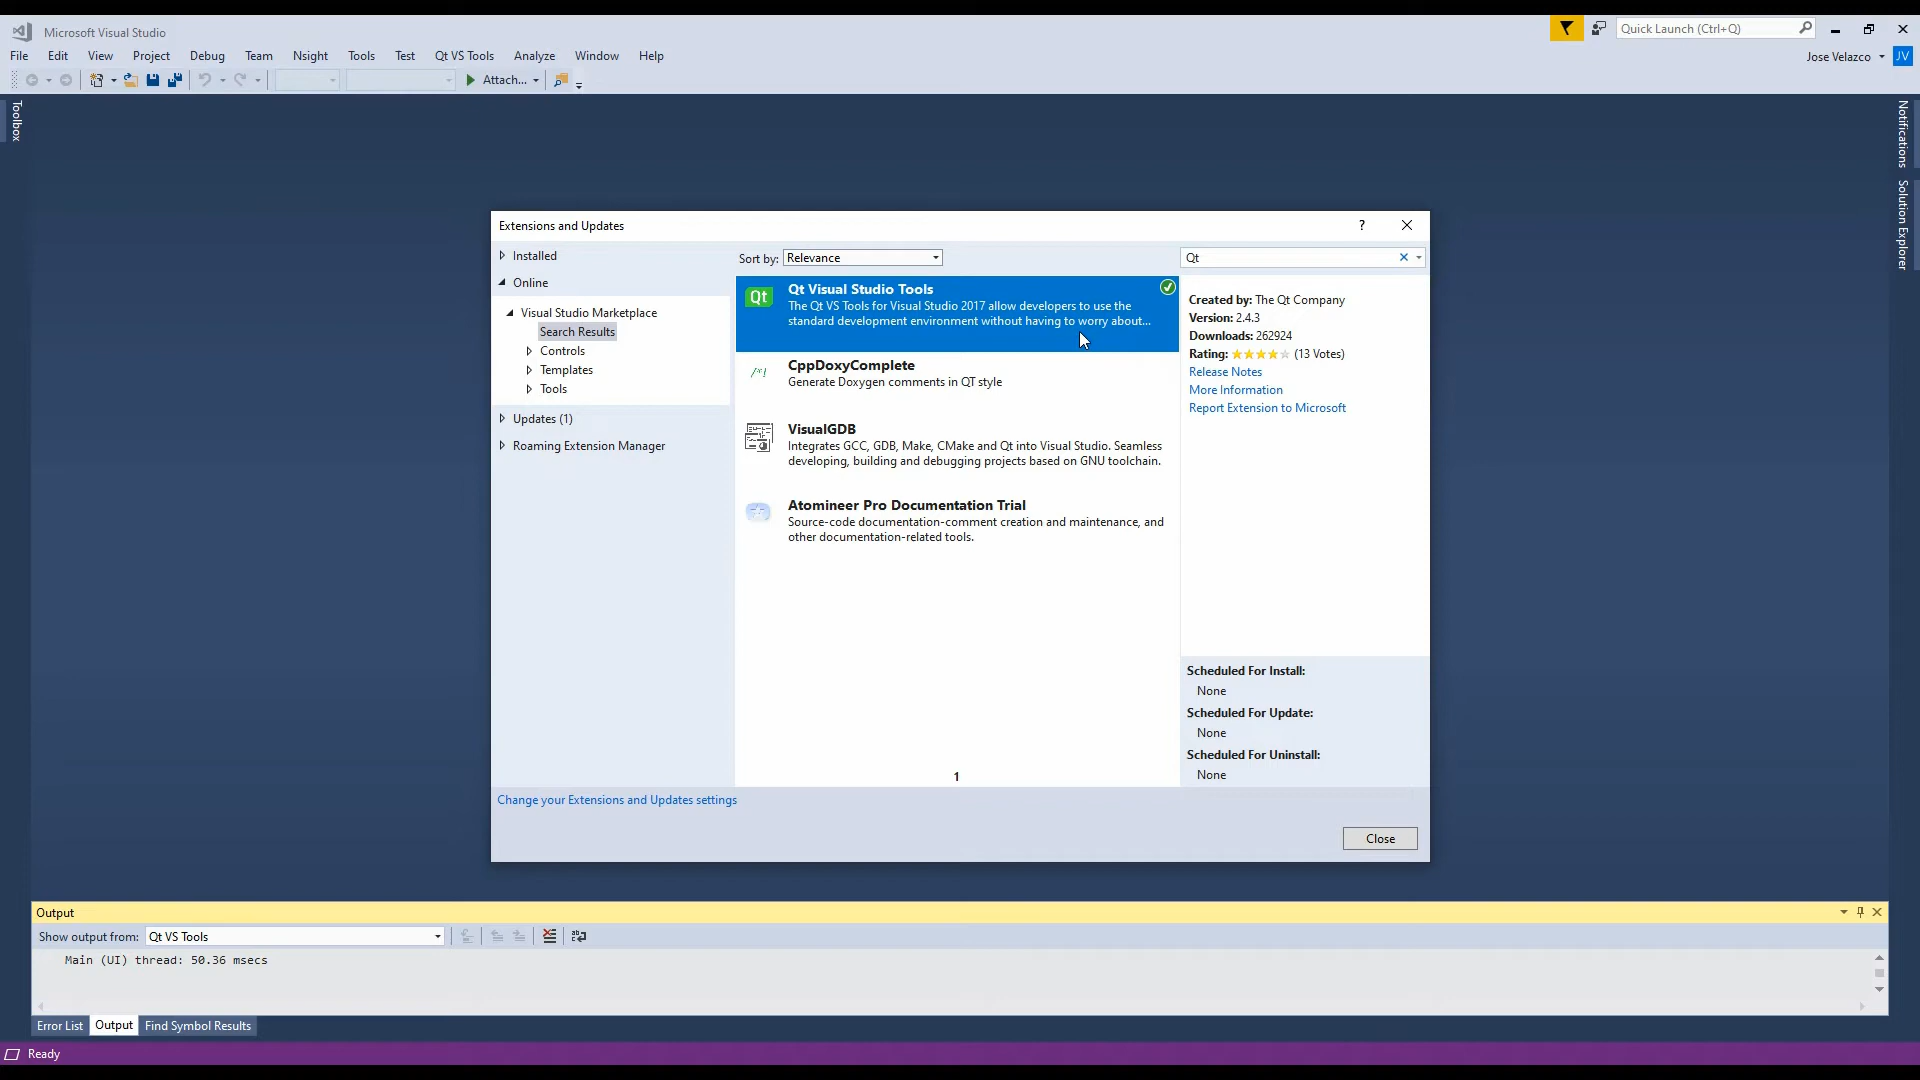 Microsoft Visual Studio
Quick Launch (Ctrl+Q)
File Edit View Project Debug Team Nsight Tools Test Qt VS Tools Analyze Window Help
Jose Velazco JV
Attach...
Toolbox
Notifications
Solution Explorer
Extensions and Updates
?
Installed
Online
Visual Studio Marketplace
Search Results
Controls
Templates
Tools
Updates (1)
Roaming Extension Manager
Sort by: Relevance
Qt
Qt
Qt Visual Studio Tools
The Qt VS Tools for Visual Studio 2017 allow developers to use the
standard development environment without having to worry about...
/*!
CppDoxyComplete
Generate Doxygen comments in QT style
VisualGDB
Integrates GCC, GDB, Make, CMake and Qt into Visual Studio. Seamless
developing, building and debugging projects based on GNU toolchain.
Atomineer Pro Documentation Trial
Source-code documentation-comment creation and maintenance, and
other documentation-related tools.
1
Created by: The Qt Company
Version: 2.4.3
Downloads: 262924
Rating: (13 Votes)
Release Notes
More Information
Report Extension to Microsoft
Scheduled For Install:
None
Scheduled For Update:
None
Scheduled For Uninstall:
None
Change your Extensions and Updates settings
Close
Output
Show output from: Qt VS Tools
Main (UI) thread: 50.36 msecs
Error List Output Find Symbol Results
Ready